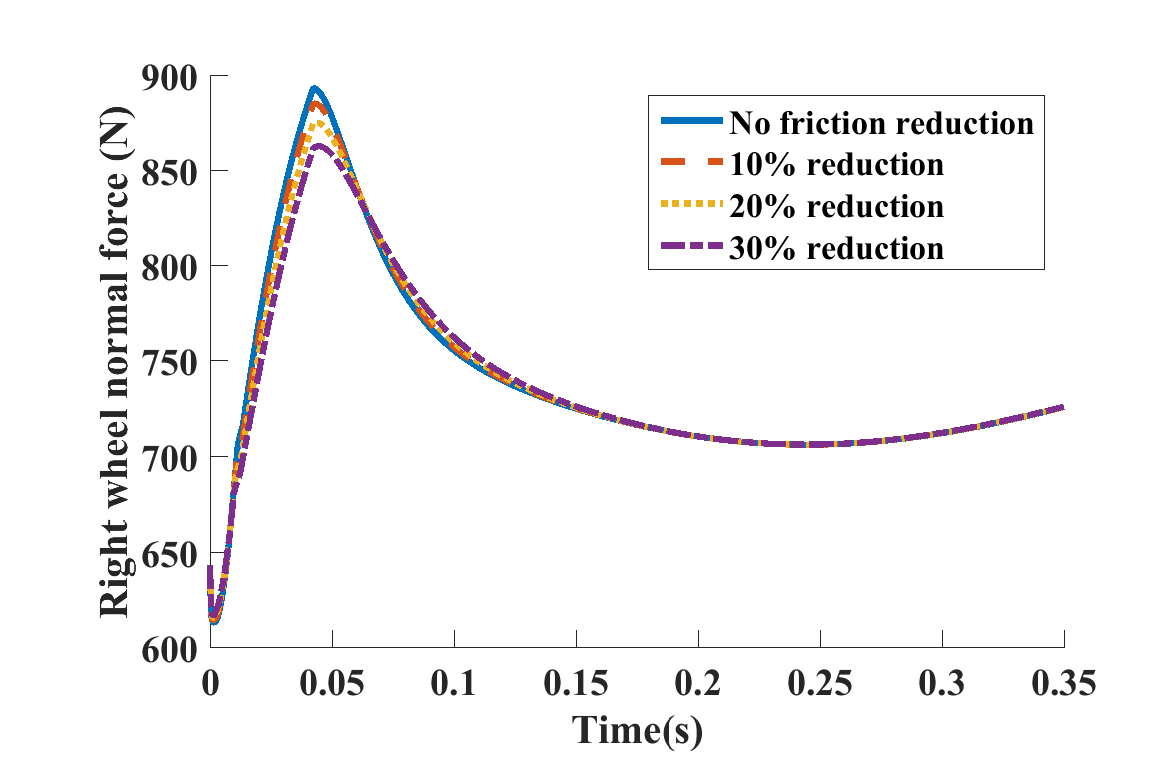 Right wheel normal force (N)
900
850
800
750
700
650
600
0 0.05 0.1 0.15 0.2 0.25 0.3 0.35
Time(s)
No friction reduction
10% reduction
20% reduction
30% reduction